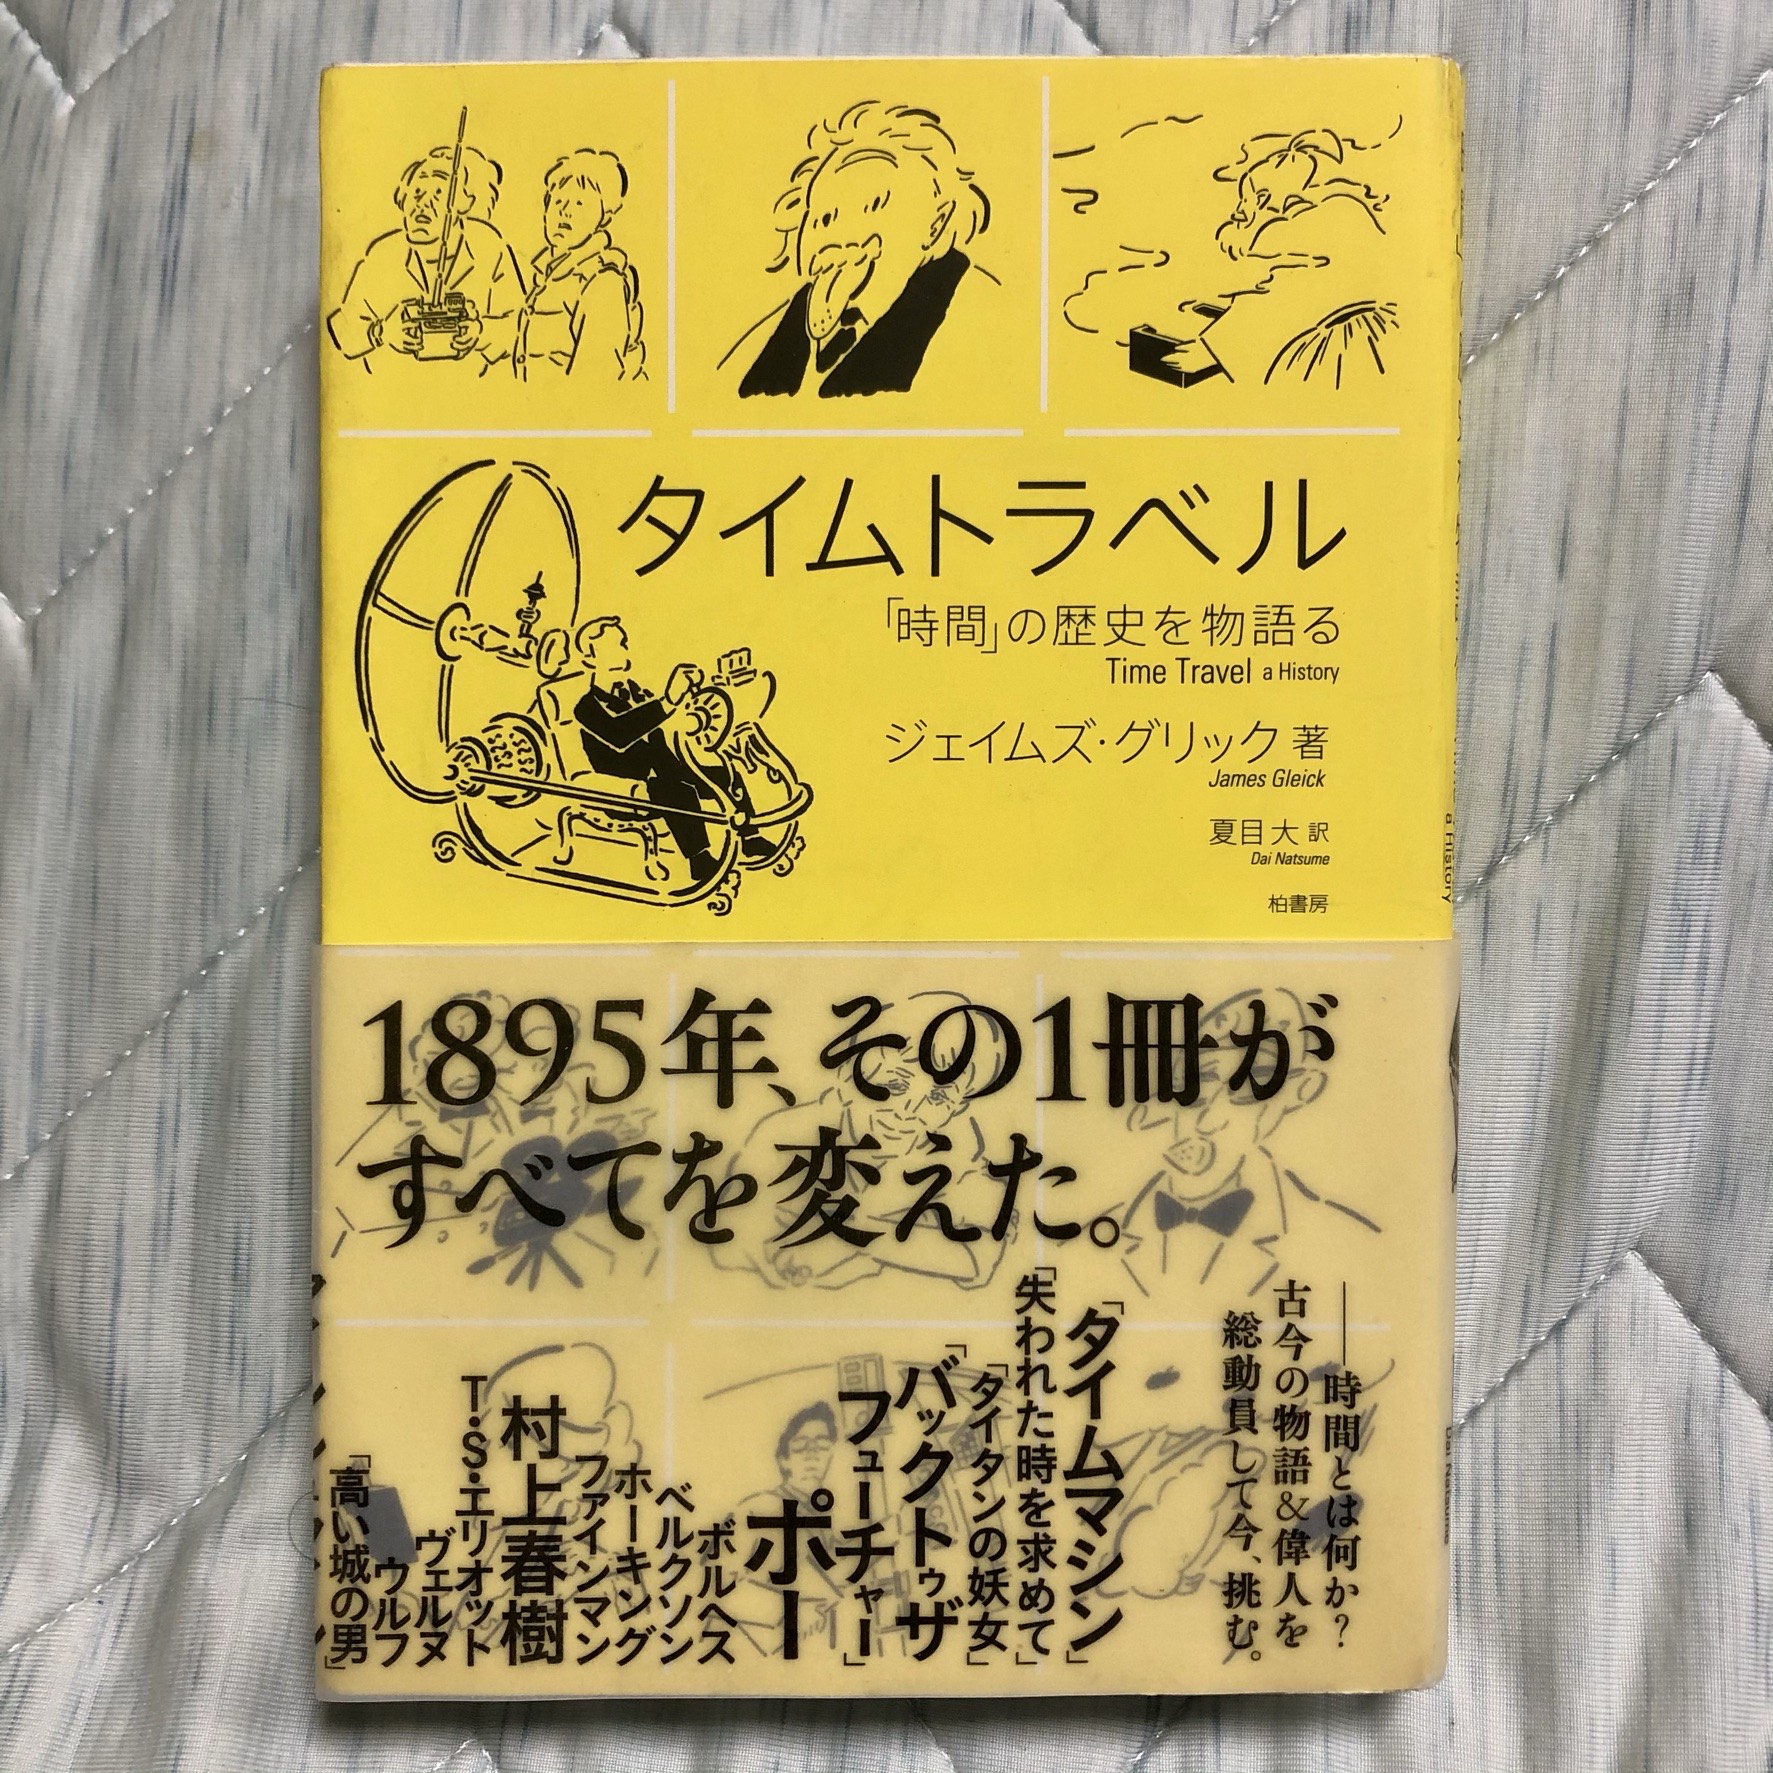 タイムトラベル
「時間」の歴史を物語る
Time Travel a History
ジェイムズ・グリック 著
James Gleick
夏目 大 訳
Dai Natsume
柏書房
1895年、その1冊が
すべてを変えた。
――時間とは何か?
古今の物語&偉人を
総動員して今、挑む。
「タイムマシン」
「失われた時を求めて」
「タイタンの妖女」
「バックトゥザ
フューチャー」
ポー
ボルヘス
ベルクソン
ホーキング
ファインマン
村上春樹
T・S・エリオット
ヴェルヌ
ウルフ
「高い城の男」
a History
Dai Natsume